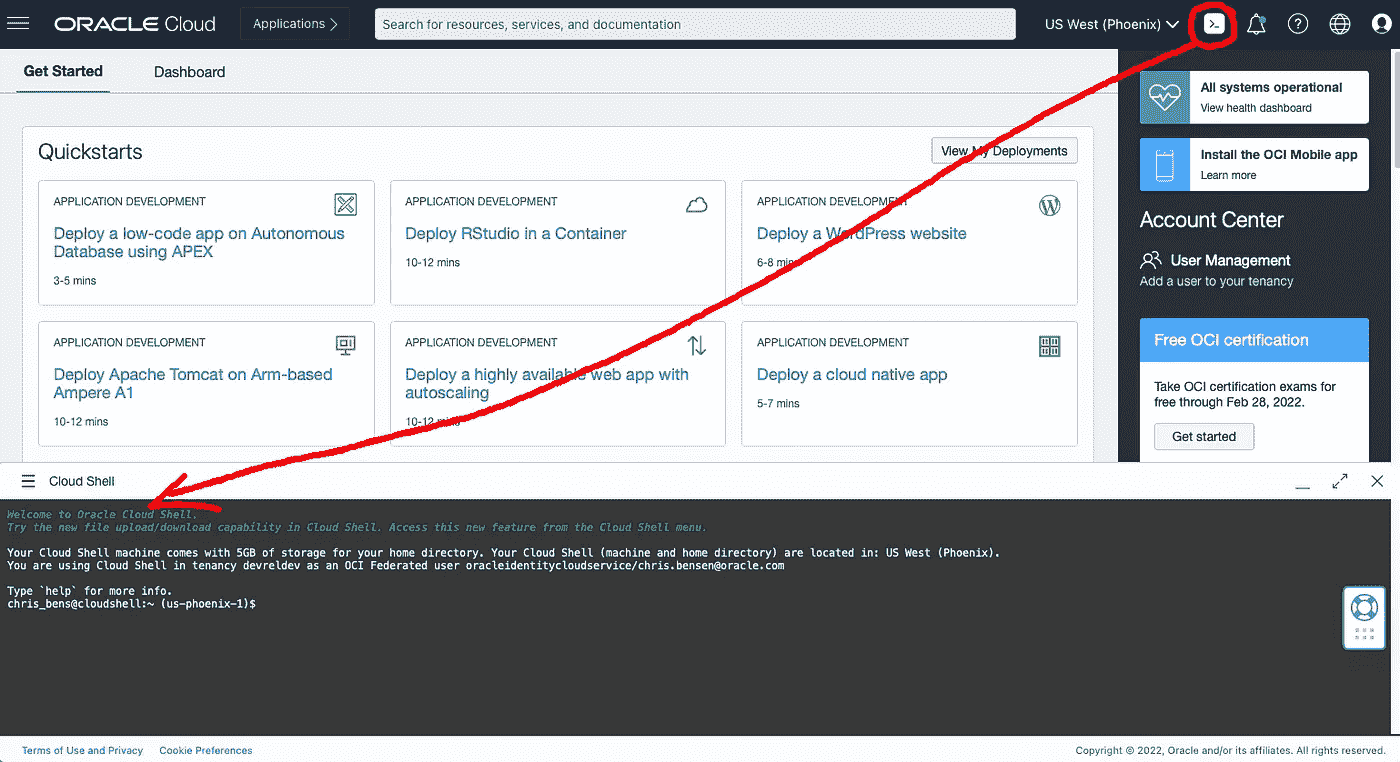 ORACLE Cloud
Applications
Search for resources, services, and documentation
US West (Phoenix)
Get Started
Dashboard
Quickstarts
View My Deployments
APPLICATION DEVELOPMENT
Deploy a low-code app on Autonomous
Database using APEX
3-5 mins
APPLICATION DEVELOPMENT
Deploy RStudio in a Container
10-12 mins
APPLICATION DEVELOPMENT
Deploy a WordPress website
6-8 mins
APPLICATION DEVELOPMENT
Deploy Apache Tomcat on Arm-based
Ampere A1
10-12 mins
APPLICATION DEVELOPMENT
Deploy a highly available web app with
autoscaling
10-12 mins
APPLICATION DEVELOPMENT
Deploy a cloud native app
5-7 mins
All systems operational
View health dashboard
Install the OCI Mobile app
Learn more
Account Center
User Management
Add a user to your tenancy
Free OCI certification
Take OCI certification exams for
free through Feb 28, 2022.
Get started
Cloud Shell
Welcome to Oracle Cloud Shell.
Try the new file upload/download capability in Cloud Shell. Access this new feature from the Cloud Shell menu.
Your Cloud Shell machine comes with 5GB of storage for your home directory. Your Cloud Shell (machine and home directory) are located in: US West (Phoenix).
You are using Cloud Shell in tenancy devreldev as an OCI Federated user oracleidentitycloudservice/chris.bensen@oracle.com
Type `help` for more info.
chris_bens@cloudshell:~ (us-phoenix-1)$
Terms of Use and Privacy
Cookie Preferences
Copyright © 2022, Oracle and/or its affiliates. All rights reserved.